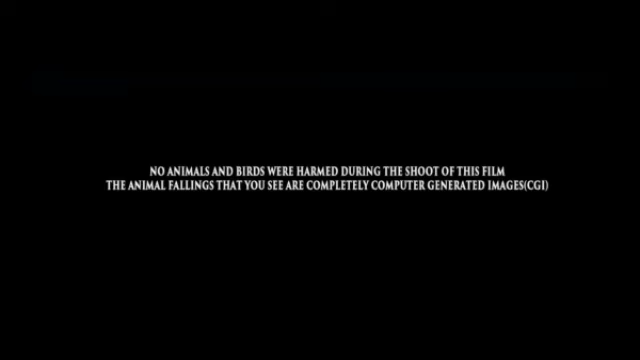 NO ANIMALS AND BIRDS WERE HARMED DURING THE SHOOT OF THIS FILM
THE ANIMAL FALLINGS THAT YOU SEE ARE COMPLETELY COMPUTER GENERATED IMAGES(CGI)